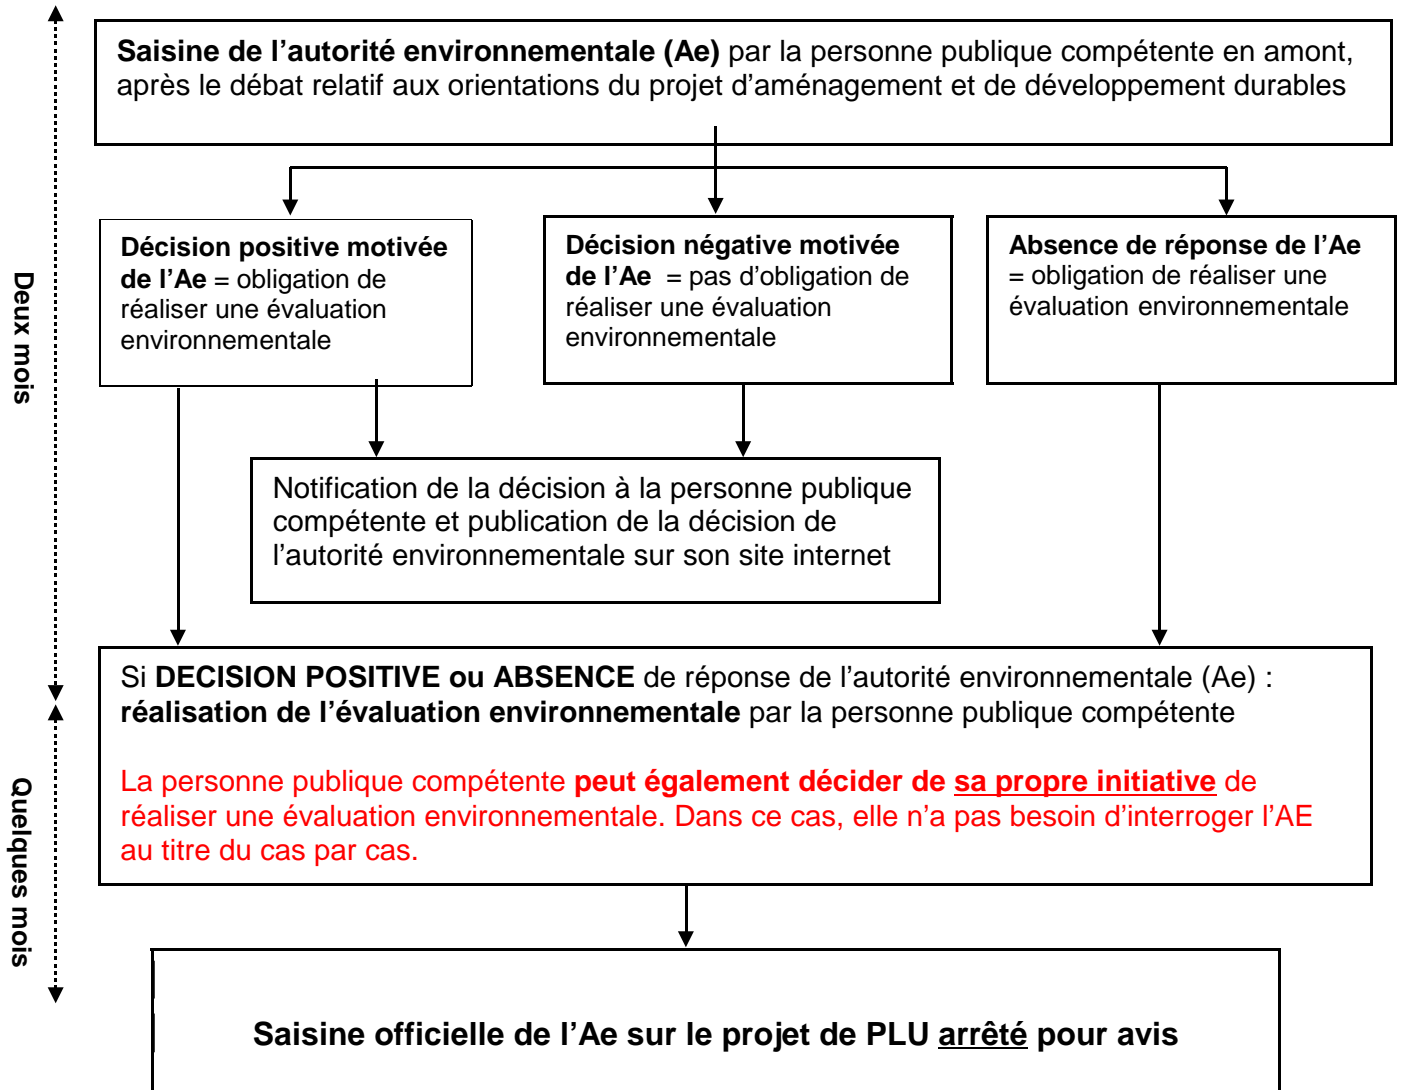 Saisine de l’autorité environnementale (Ae) par la personne publique compétente en amont,
après le débat relatif aux orientations du projet d’aménagement et de développement durables
Deux mois
Décision positive motivée
de l’Ae = obligation de
réaliser une évaluation
environnementale
Décision négative motivée
de l’Ae = pas d’obligation de
réaliser une évaluation
environnementale
Absence de réponse de l’Ae
= obligation de réaliser une
évaluation environnementale
Notification de la décision à la personne publique
compétente et publication de la décision de
l’autorité environnementale sur son site internet
Si DECISION POSITIVE ou ABSENCE de réponse de l’autorité environnementale (Ae) :
réalisation de l’évaluation environnementale par la personne publique compétente
La personne publique compétente peut également décider de sa propre initiative de
réaliser une évaluation environnementale. Dans ce cas, elle n’a pas besoin d’interroger l’AE
au titre du cas par cas.
Quelques mois
Saisine officielle de l’Ae sur le projet de PLU arrêté pour avis